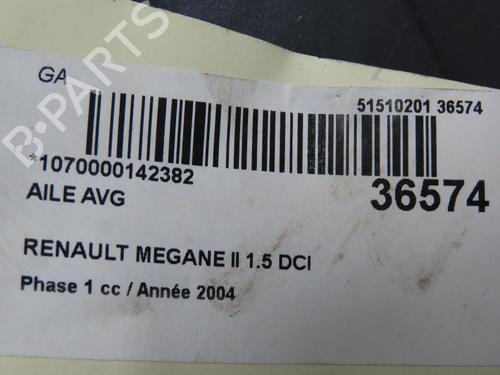 GA
51510201 36574
*1070000142382
36574
AILE AVG
RENAULT MEGANE II 1.5 DCI
Phase 1 cc / Année 2004
B-PARTS